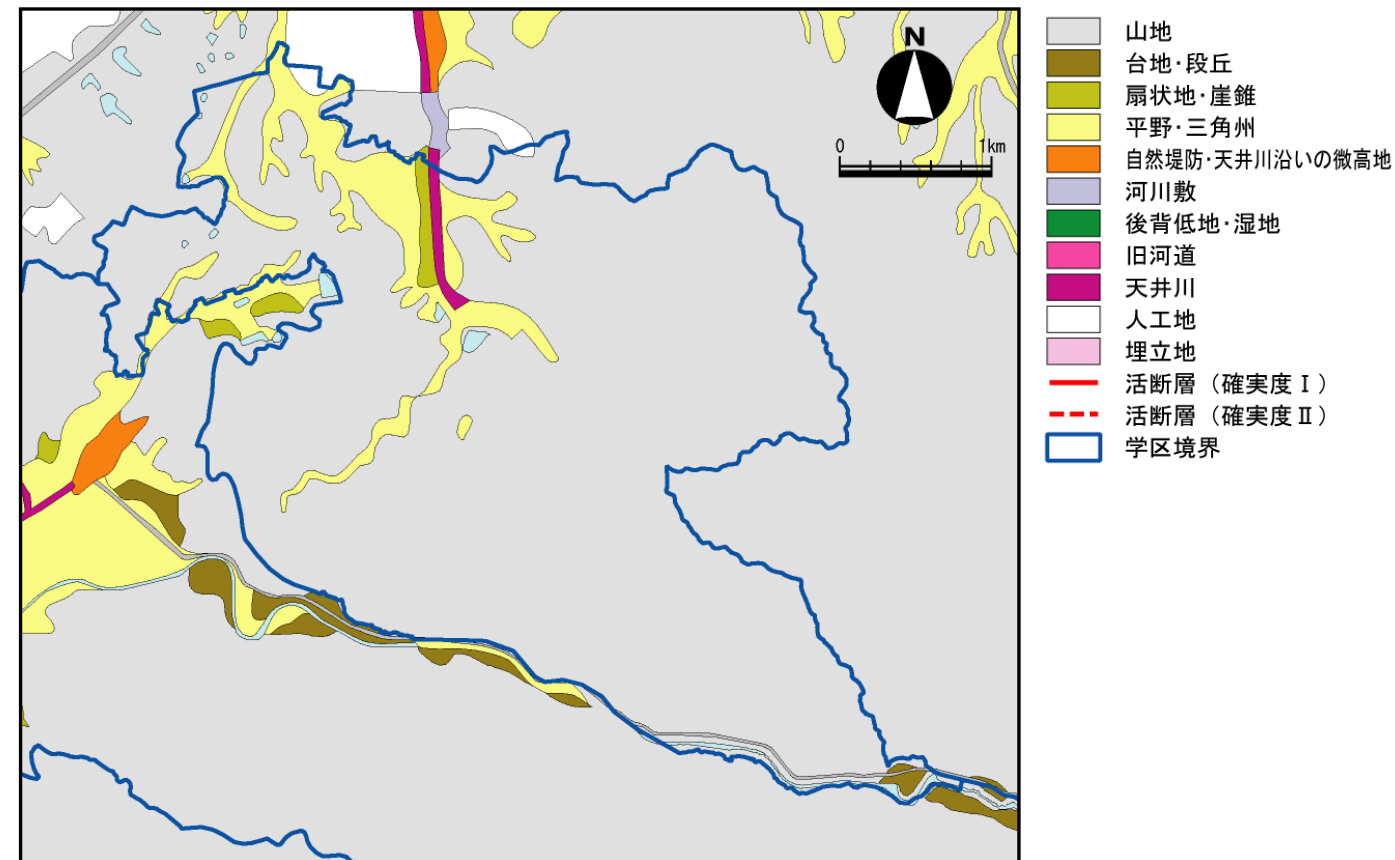 N
0 1km
山地
台地・段丘
扇状地・崖錐
平野・三角州
自然堤防・天井川沿いの微高地
河川敷
後背低地・湿地
旧河道
天井川
人工地
埋立地
活断層（確実度Ⅰ）
活断層（確実度Ⅱ）
学区境界